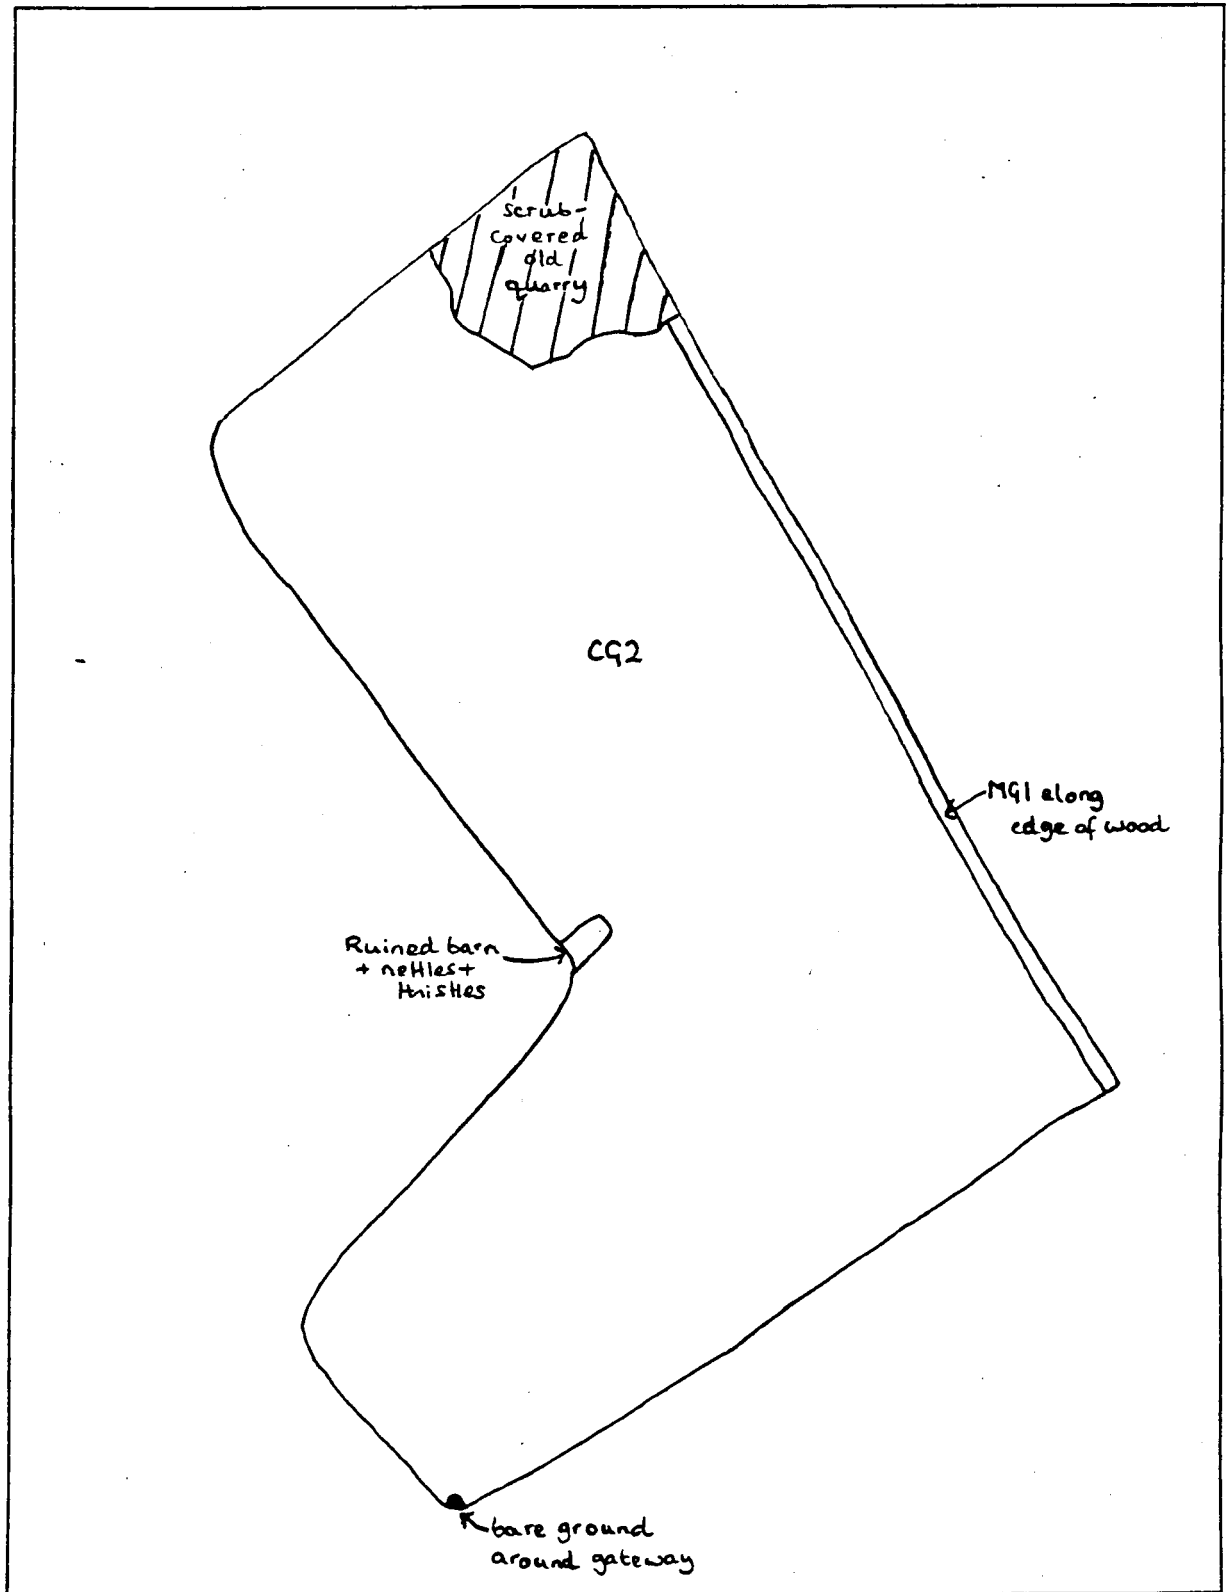 scrub-
covered
old
quarry
CG2
MG1 along
edge of wood
Ruined barn
+ nettles +
thistles
bare ground
around gateway